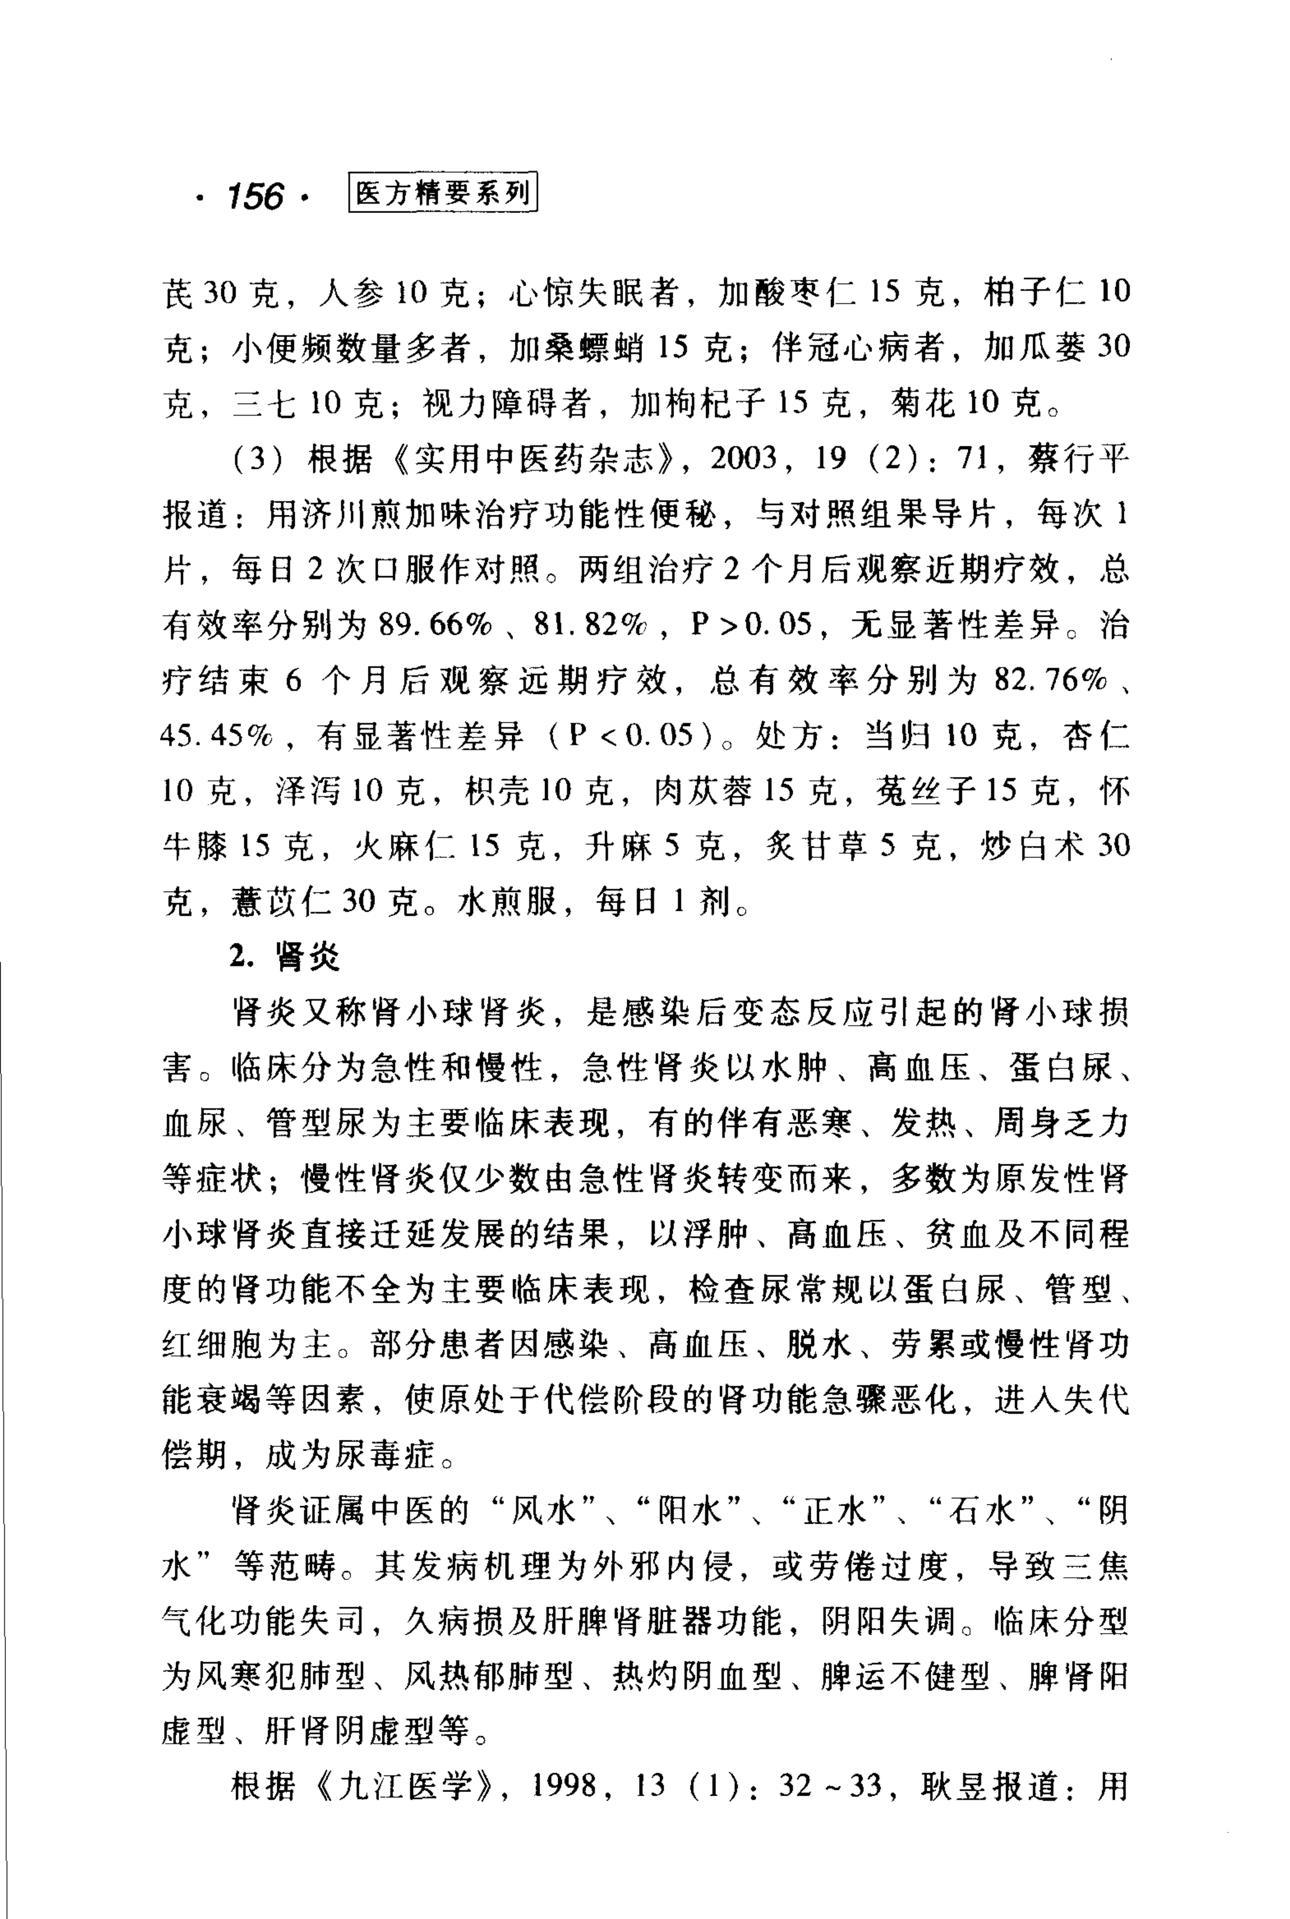 · 156 · 医方精要系列
芪 30 克，人参 10 克；心惊失眠者，加酸枣仁 15 克，柏子仁 10
克；小便频数量多者，加桑螵蛸 15 克；伴冠心病者，加瓜蒌 30
克，三七 10 克；视力障碍者，加枸杞子 15 克，菊花 10 克。
（3）根据《实用中医药杂志》，2003，19（2）：71，蔡行平
报道：用济川煎加味治疗功能性便秘，与对照组果导片，每次 1
片，每日 2 次口服作对照。两组治疗 2 个月后观察近期疗效，总
有效率分别为 89.66%、81.82%，P>0.05，无显著性差异。治
疗结束 6 个月后观察远期疗效，总有效率分别为 82.76%、
45.45%，有显著性差异（P<0.05）。处方：当归 10 克，杏仁
10 克，泽泻 10 克，枳壳 10 克，肉苁蓉 15 克，菟丝子 15 克，怀
牛膝 15 克，火麻仁 15 克，升麻 5 克，炙甘草 5 克，炒白术 30
克，薏苡仁 30 克。水煎服，每日 1 剂。
2. 肾炎
肾炎又称肾小球肾炎，是感染后变态反应引起的肾小球损
害。临床分为急性和慢性，急性肾炎以水肿、高血压、蛋白尿、
血尿、管型尿为主要临床表现，有的伴有恶寒、发热、周身乏力
等症状；慢性肾炎仅少数由急性肾炎转变而来，多数为原发性肾
小球肾炎直接迁延发展的结果，以浮肿、高血压、贫血及不同程
度的肾功能不全为主要临床表现，检查尿常规以蛋白尿、管型、
红细胞为主。部分患者因感染、高血压、脱水、劳累或慢性肾功
能衰竭等因素，使原处于代偿阶段的肾功能急骤恶化，进入失代
偿期，成为尿毒症。
肾炎证属中医的“风水”、“阳水”、“正水”、“石水”、“阴
水”等范畴。其发病机理为外邪内侵，或劳倦过度，导致三焦
气化功能失司，久病损及肝脾肾脏器功能，阴阳失调。临床分型
为风寒犯肺型、风热郁肺型、热灼阴血型、脾运不健型、脾肾阳
虚型、肝肾阴虚型等。
根据《九江医学》，1998，13（1）：32~33，耿昱报道：用